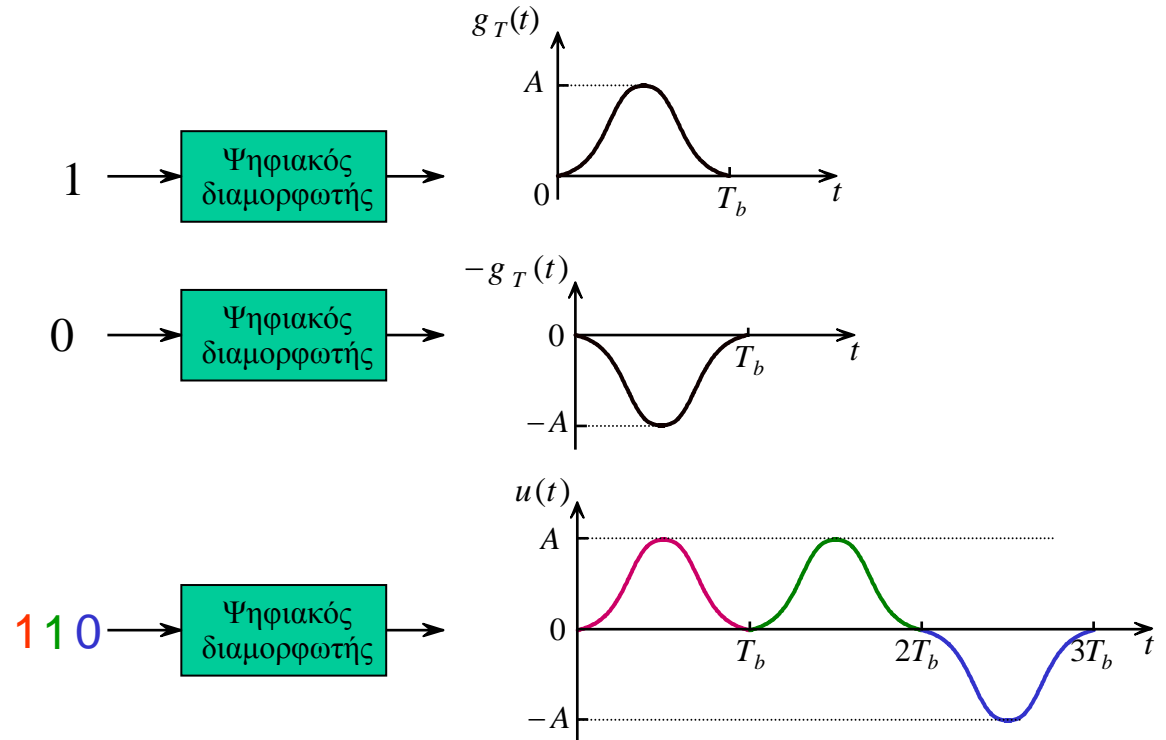 g_T(t)
A
1
Ψηφιακός
διαμορφωτής
0
T_b
t
−g_T(t)
0
Ψηφιακός
διαμορφωτής
0
T_b
t
−A
u(t)
A
110
Ψηφιακός
διαμορφωτής
0
T_b
2T_b
3T_b
t
−A